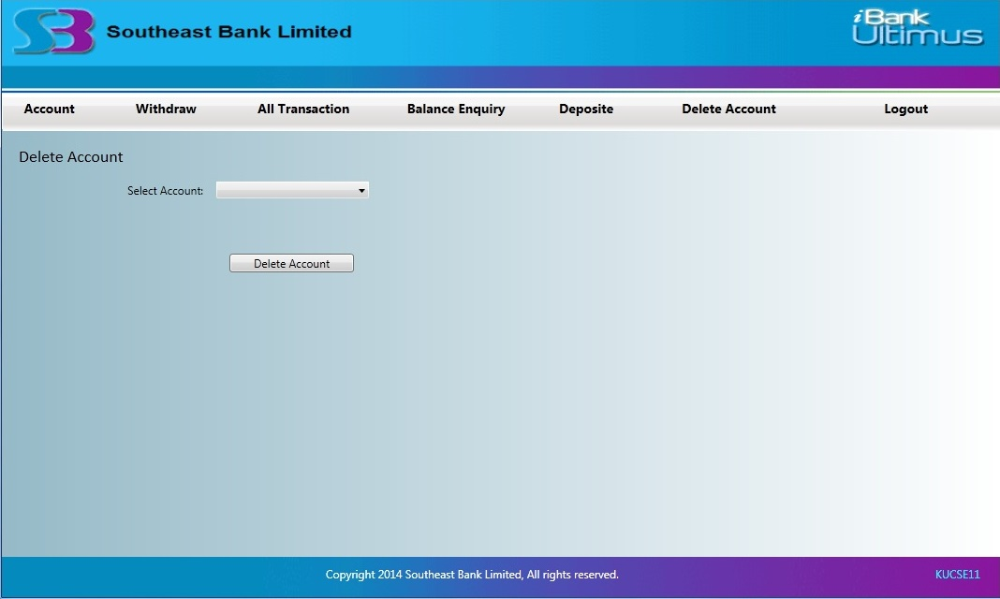 SB Southeast Bank Limited iBank
Ultimus
Account Withdraw All Transaction Balance Enquiry Deposite Delete Account Logout
Delete Account
Select Account:
Delete Account
Copyright 2014 Southeast Bank Limited, All rights reserved. KUCSE11